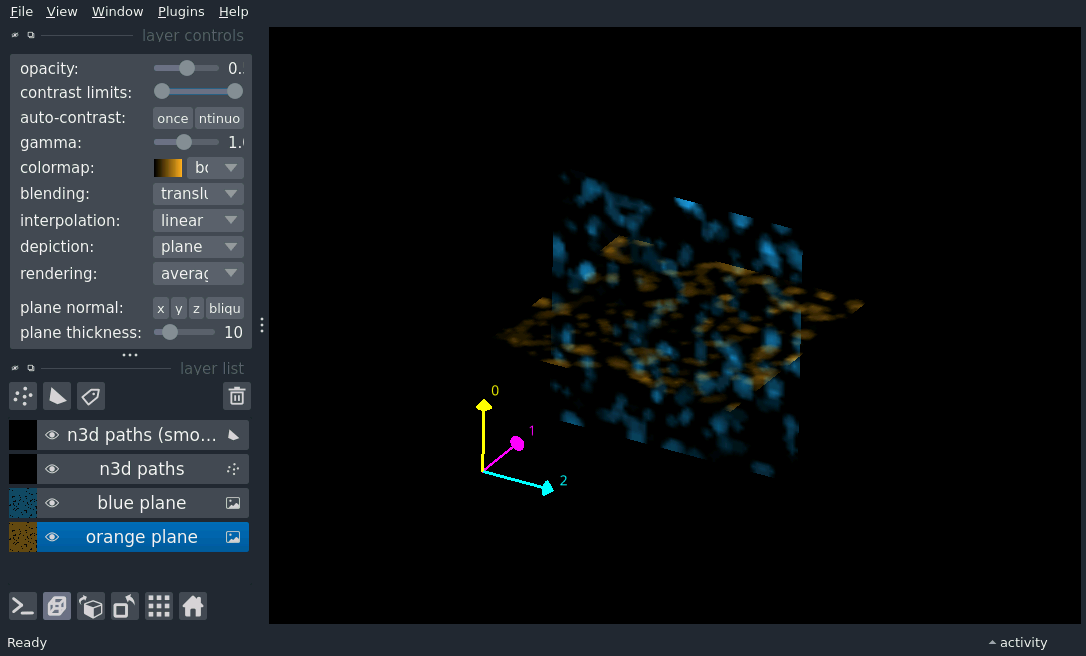 File View Window Plugins Help
layer controls
opacity: 0.
contrast limits:
auto-contrast: once ntinuo
gamma: 1.
colormap: bo
blending: translu
interpolation: linear
depiction: plane
rendering: averag
plane normal: x y z bliqu
plane thickness: 10
layer list
n3d paths (smo...
n3d paths
blue plane
orange plane
0
1
2
Ready activity